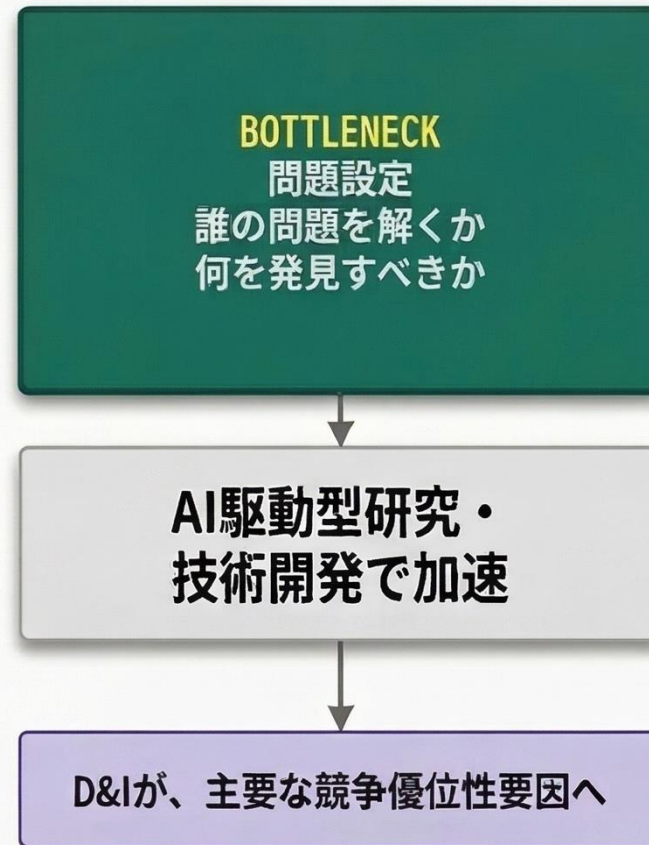 BOTTLENECK
問題設定
誰の問題を解くか
何を発見すべきか
AI駆動型研究・
技術開発で加速
D&Iが、主要な競争優位性要因へ